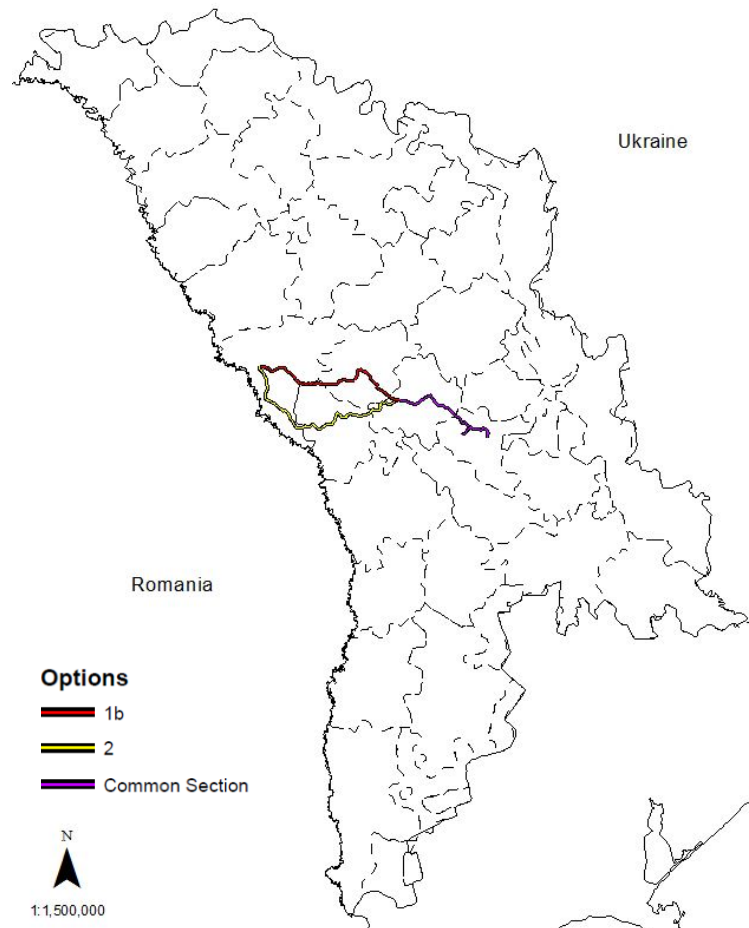 Ukraine
Romania
Options
1b
2
Common Section
N
1:1,500,000